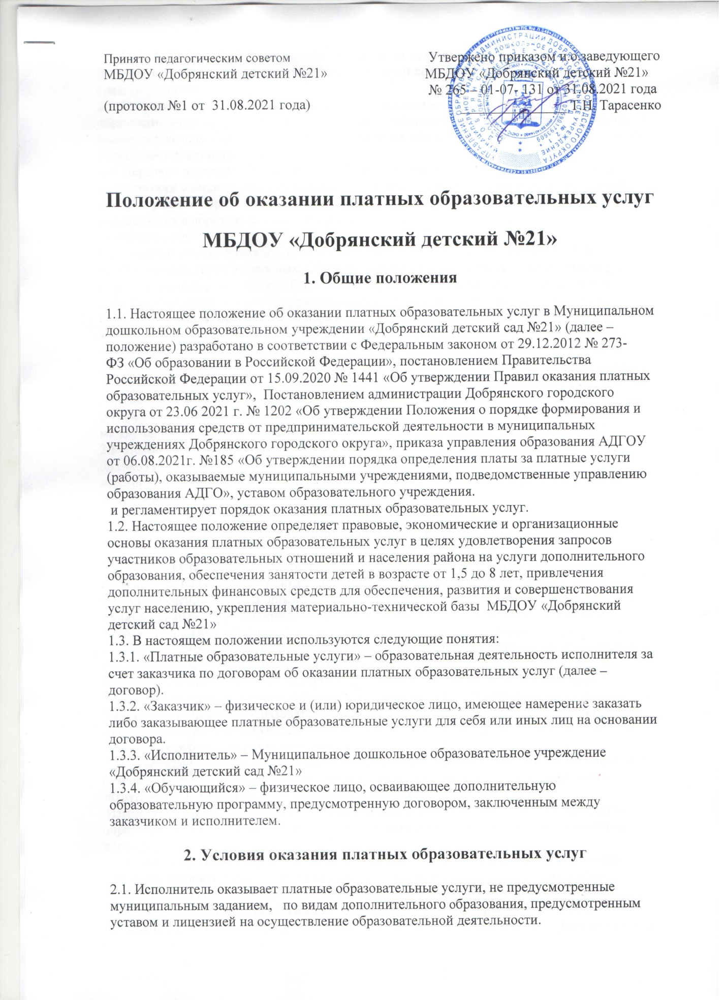 Принято педагогическим советом
МБДОУ «Добрянский детский №21»
(протокол №1 от 31.08.2021 года)
Утвержено приказом и.о.заведующего
МБДОУ «Добрянский детский №21»
№ 265 - 01-07- 131 от 31.08.2021 года
Т.Н. Тарасенко
Положение об оказании платных образовательных услуг
МБДОУ «Добрянский детский №21»
1. Общие положения
1.1. Настоящее положение об оказании платных образовательных услуг в Муниципальном
дошкольном образовательном учреждении «Добрянский детский сад №21» (далее –
положение) разработано в соответствии с Федеральным законом от 29.12.2012 № 273-
ФЗ «Об образовании в Российской Федерации», постановлением Правительства
Российской Федерации от 15.09.2020 № 1441 «Об утверждении Правил оказания платных
образовательных услуг», Постановлением администрации Добрянского городского
округа от 23.06 2021 г. № 1202 «Об утверждении Положения о порядке формирования и
использования средств от предпринимательской деятельности в муниципальных
учреждениях Добрянского городского округа», приказа управления образования АДГОУ
от 06.08.2021г. №185 «Об утверждении порядка определения платы за платные услуги
(работы), оказываемые муниципальными учреждениями, подведомственные управлению
образования АДГО», уставом образовательного учреждения.
и регламентирует порядок оказания платных образовательных услуг.
1.2. Настоящее положение определяет правовые, экономические и организационные
основы оказания платных образовательных услуг в целях удовлетворения запросов
участников образовательных отношений и населения района на услуги дополнительного
образования, обеспечения занятости детей в возрасте от 1,5 до 8 лет, привлечения
дополнительных финансовых средств для обеспечения, развития и совершенствования
услуг населению, укрепления материально-технической базы МБДОУ «Добрянский
детский сад №21»
1.3. В настоящем положении используются следующие понятия:
1.3.1. «Платные образовательные услуги» – образовательная деятельность исполнителя за
счет заказчика по договорам об оказании платных образовательных услуг (далее –
договор).
1.3.2. «Заказчик» – физическое и (или) юридическое лицо, имеющее намерение заказать
либо заказывающее платные образовательные услуги для себя или иных лиц на основании
договора.
1.3.3. «Исполнитель» – Муниципальное дошкольное образовательное учреждение
«Добрянский детский сад №21»
1.3.4. «Обучающийся» – физическое лицо, осваивающее дополнительную
образовательную программу, предусмотренную договором, заключенным между
заказчиком и исполнителем.
2. Условия оказания платных образовательных услуг
2.1. Исполнитель оказывает платные образовательные услуги, не предусмотренные
муниципальным заданием, по видам дополнительного образования, предусмотренным
уставом и лицензией на осуществление образовательной деятельности.